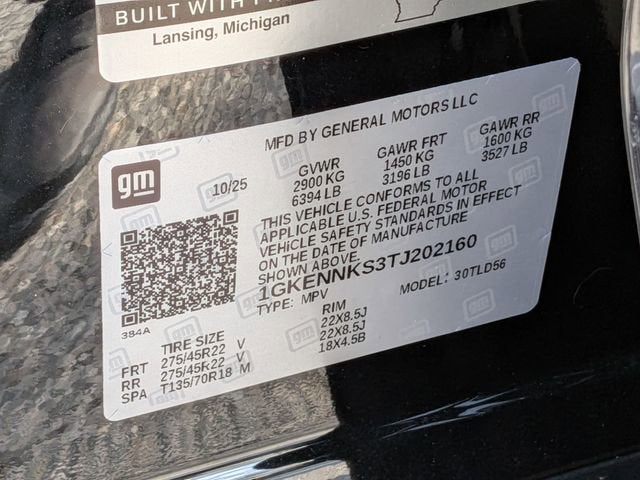 BUILT WITH
Lansing, Michigan
MFD BY GENERAL MOTORS LLC
gm
10/25
GVWR
2900 KG
6394 LB
GAWR FRT
1450 KG
3196 LB
GAWR RR
1600 KG
3527 LB
THIS VEHICLE CONFORMS TO ALL
APPLICABLE U.S. FEDERAL MOTOR
VEHICLE SAFETY STANDARDS IN EFFECT
ON THE DATE OF MANUFACTURE
SHOWN ABOVE.
1GKENNKS3TJ202160
TYPE: MPV
MODEL: 30TLD56
384A
TIRE SIZE
RIM
FRT 275/45R22 V 22X8.5J
RR 275/45R22 V 22X8.5J
SPA T135/70R18 M 18X4.5B